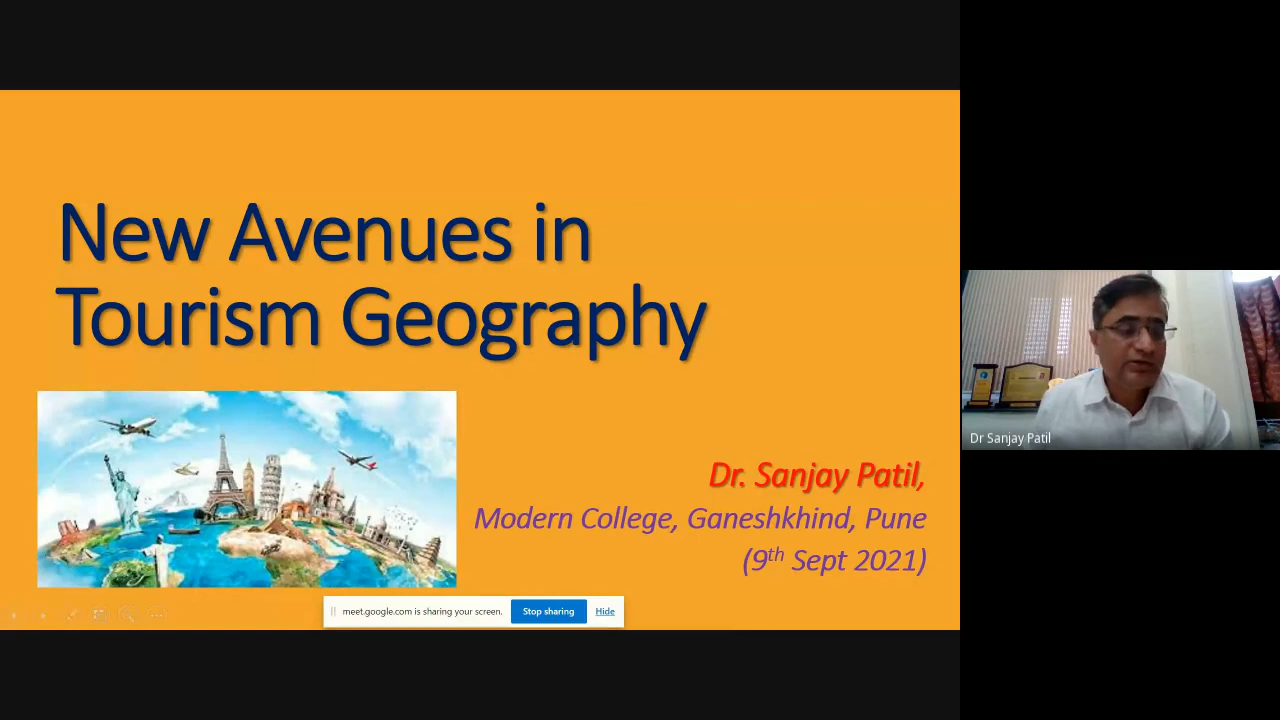 New Avenues in
Tourism Geography
Dr. Sanjay Patil,
Modern College, Ganeshkhind, Pune
(9th Sept 2021)
meet.google.com is sharing your screen. Stop sharing Hide
Dr Sanjay Patil